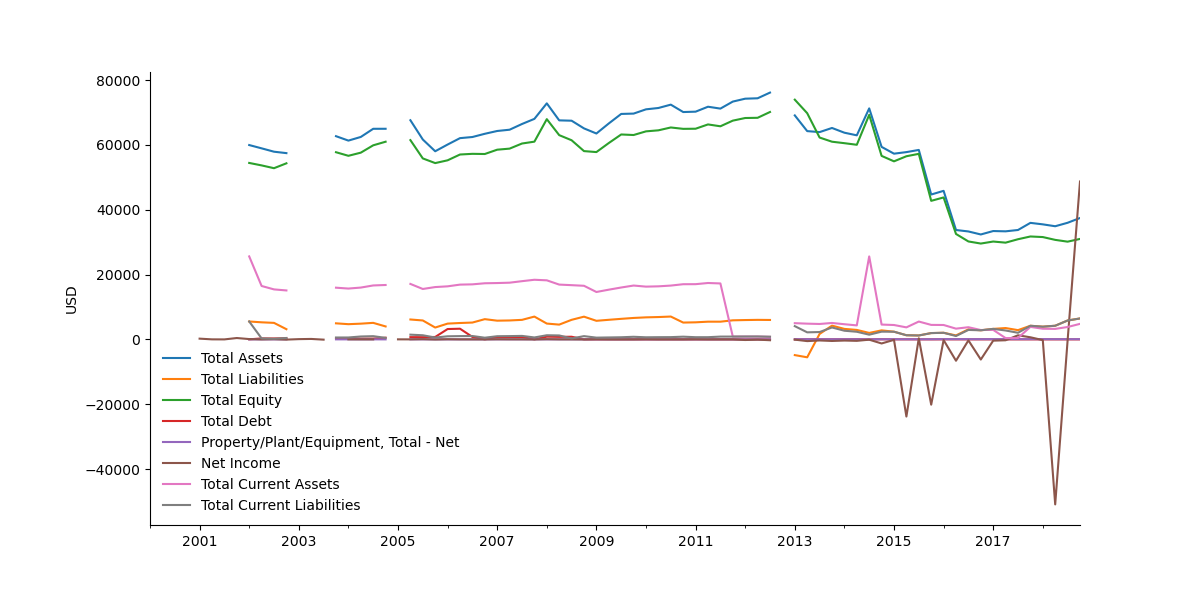 80000
60000
40000
20000
0
−20000
−40000
USD
Total Assets
Total Liabilities
Total Equity
Total Debt
Property/Plant/Equipment, Total - Net
Net Income
Total Current Assets
Total Current Liabilities
2001 2003 2005 2007 2009 2011 2013 2015 2017